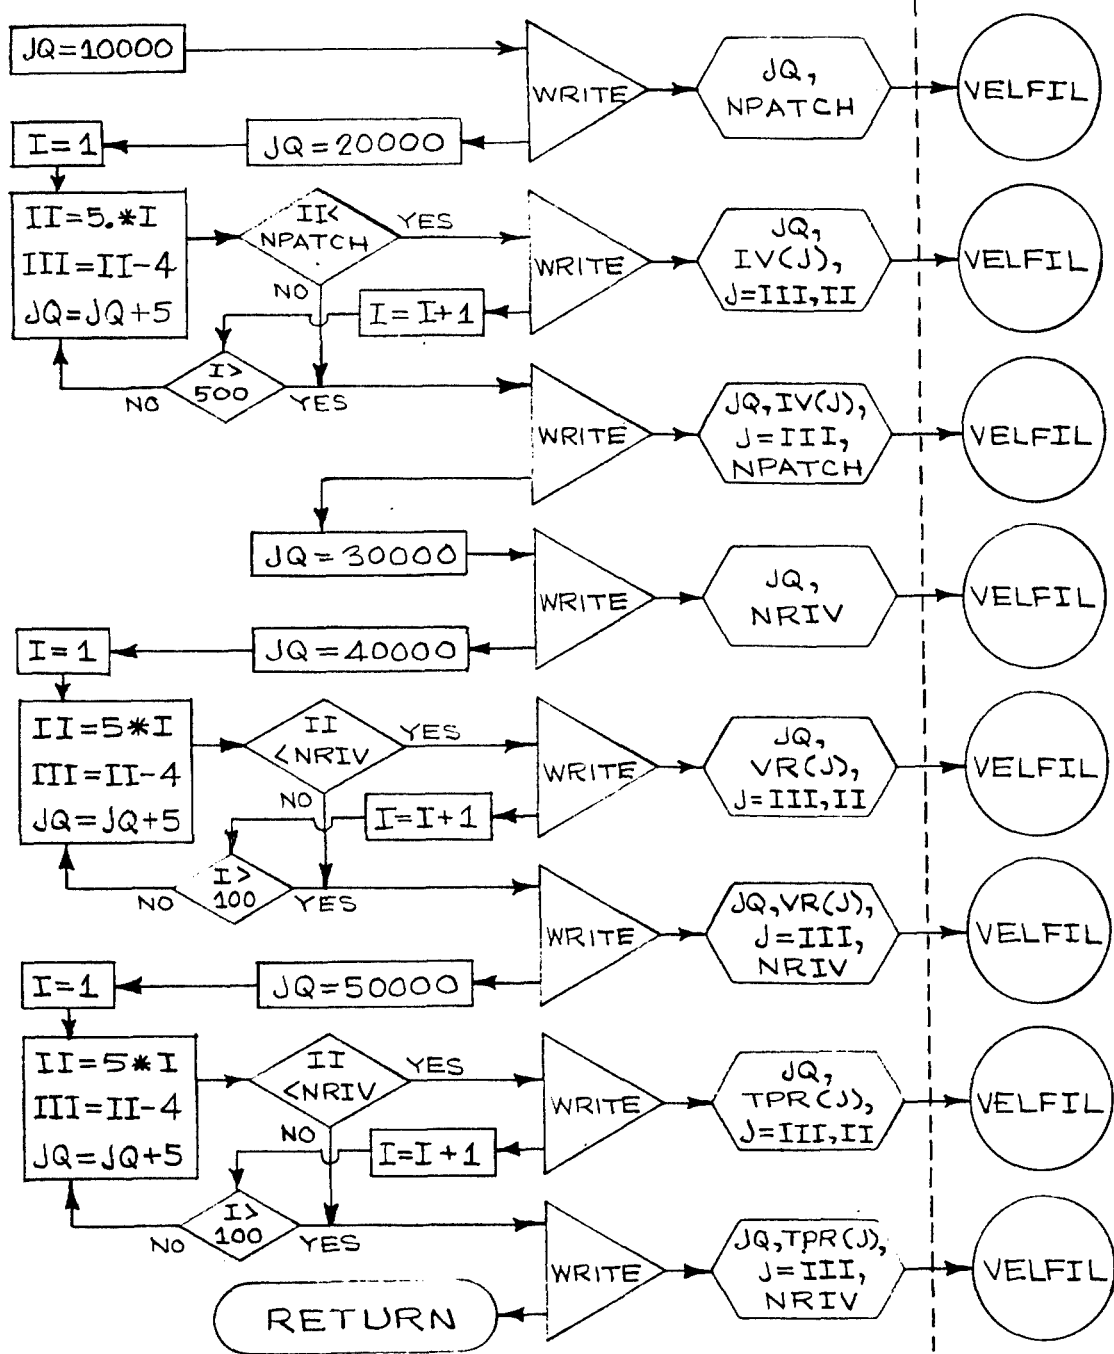 JQ=10000
WRITE
JQ,
NPATCH
VELFIL
I=1
JQ=20000
II=5.*I
III=II-4
JQ=JQ+5
II<
NPATCH
YES
NO
WRITE
JQ,
IV(J),
J=III,II
VELFIL
I=I+1
I>
500
NO
YES
WRITE
JQ,IV(J),
J=III,
NPATCH
VELFIL
JQ=30000
WRITE
JQ,
NRIV
VELFIL
I=1
JQ=40000
II=5*I
III=II-4
JQ=JQ+5
II
<NRIV
YES
NO
WRITE
JQ,
VR(J),
J=III,II
VELFIL
I=I+1
I>
100
NO
YES
WRITE
JQ,VR(J),
J=III,
NRIV
VELFIL
I=1
JQ=50000
II=5*I
III=II-4
JQ=JQ+5
II
<NRIV
YES
NO
WRITE
JQ,
TPR(J),
J=III,II
VELFIL
I=I+1
I>
100
NO
YES
WRITE
JQ,TPR(J),
J=III,
NRIV
VELFIL
RETURN